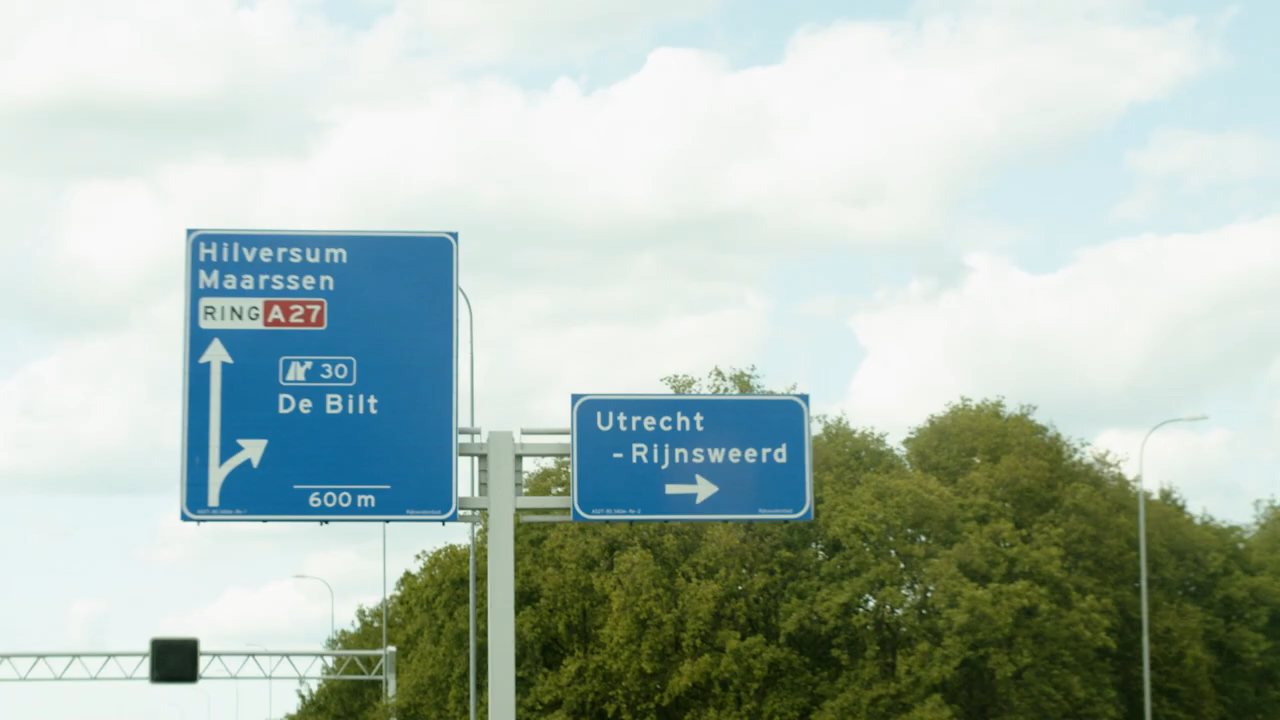 Hilversum
Maarssen
RING A27
30
De Bilt
600 m
Utrecht
-Rijnsweerd